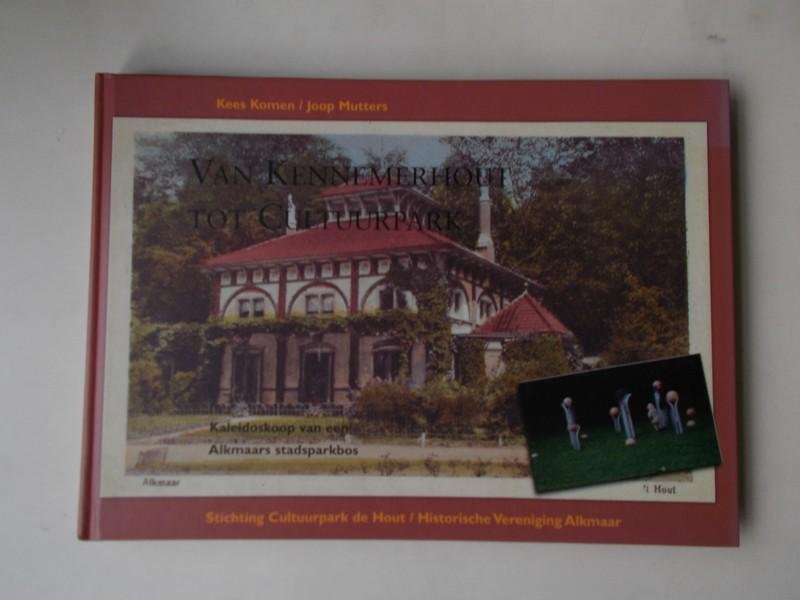 Kees Komen / Joop Mutters
VAN KENNEMERHOUT
TOT CULTUURPARK
Kaleidoskoop van een
Alkmaars stadsparkbos
Alkmaar
't Hout
Stichting Cultuurpark de Hout / Historische Vereniging Alkmaar